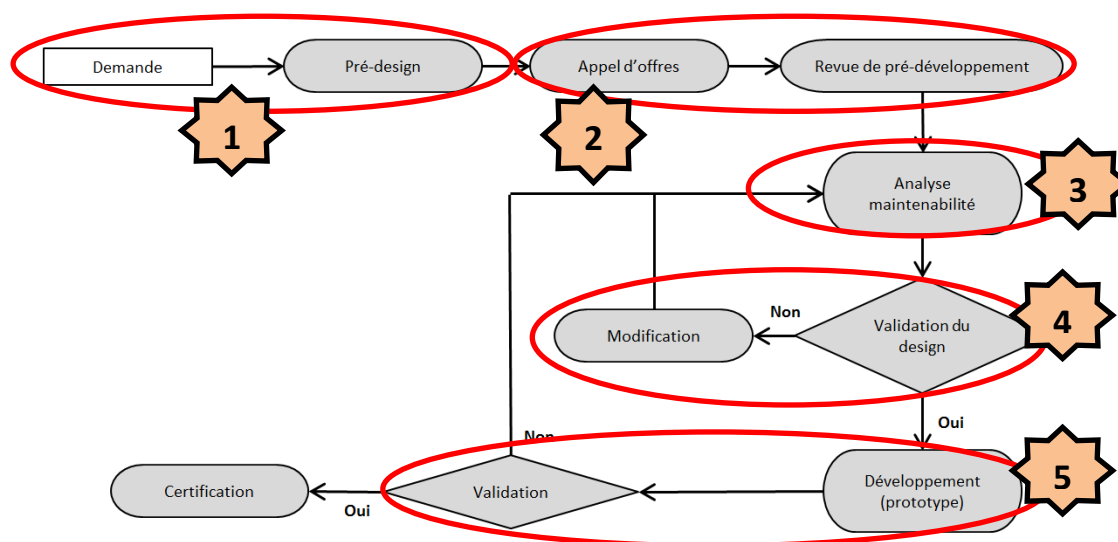 Demande
Pré-design
Appel d'offres
Revue de pré-développement
1
2
Analyse
maintenabilité
3
Modification
Non
Validation du
design
4
Oui
Non
Certification
Oui
Validation
Développement
(prototype)
5